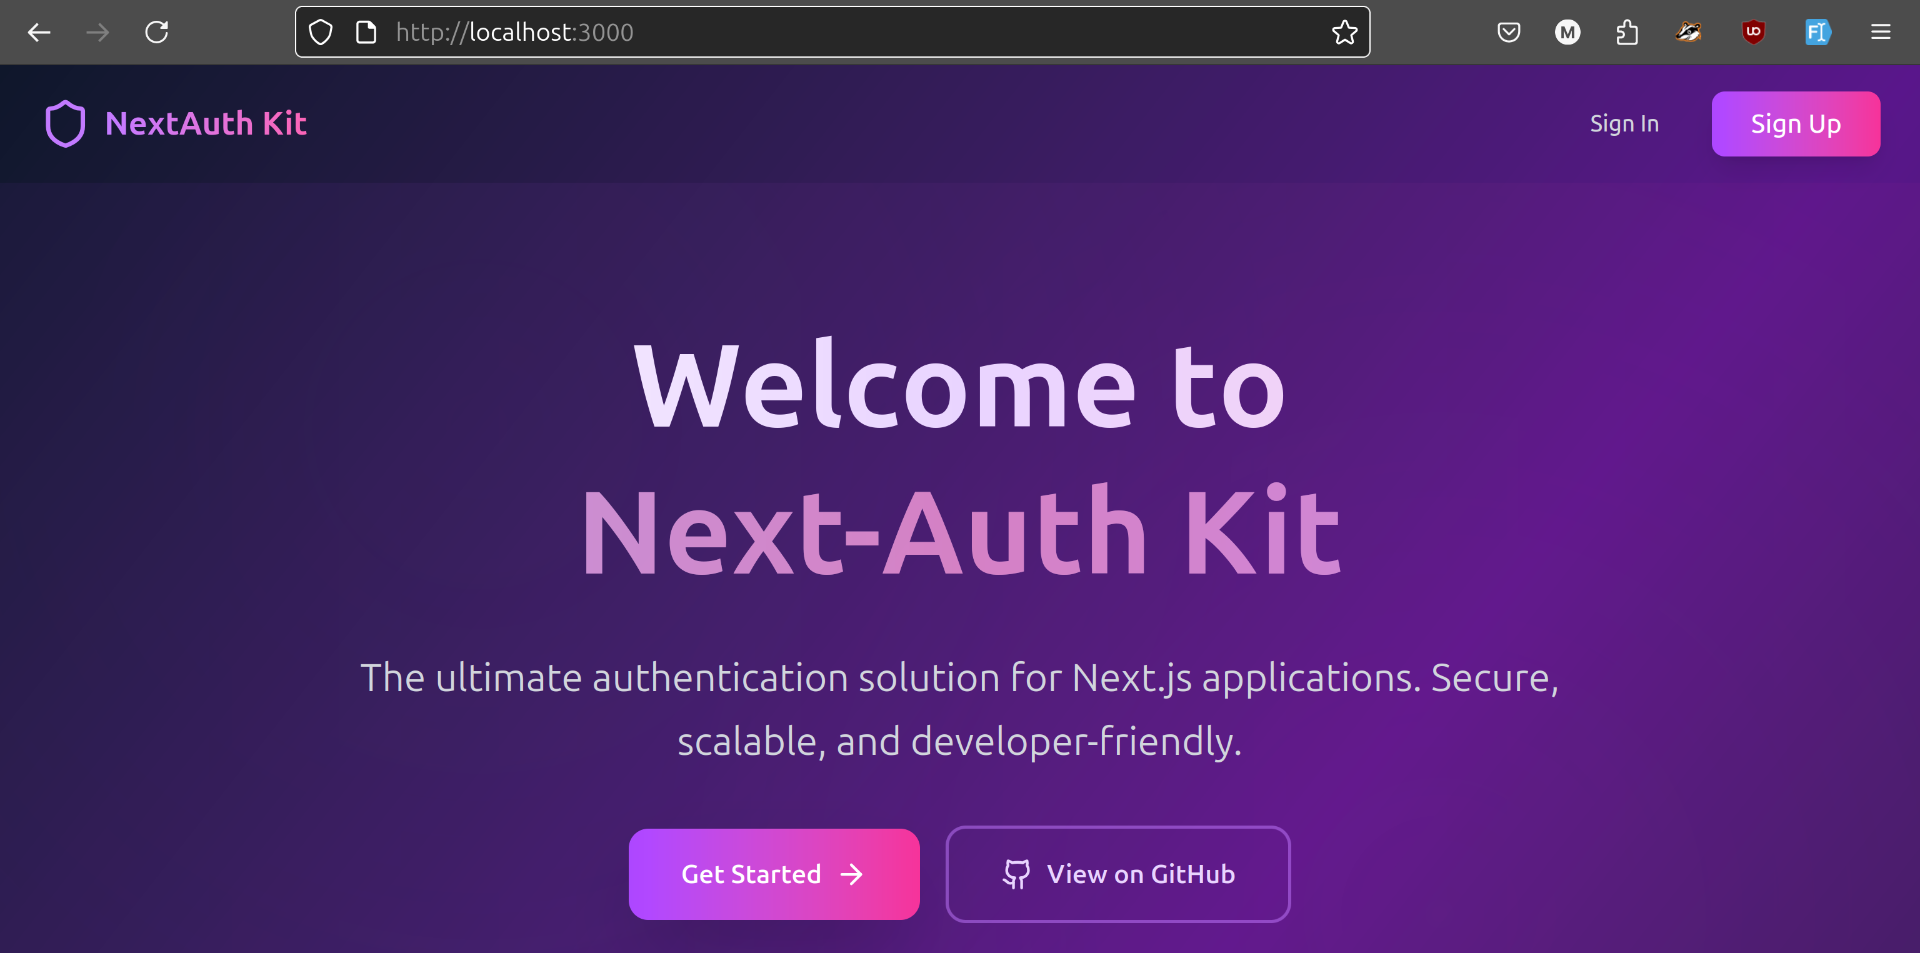 http://localhost:3000
M
UO
F
NextAuth Kit
Sign In
Sign Up
Welcome to
Next-Auth Kit
The ultimate authentication solution for Next.js applications. Secure,
scalable, and developer-friendly.
Get Started
View on GitHub